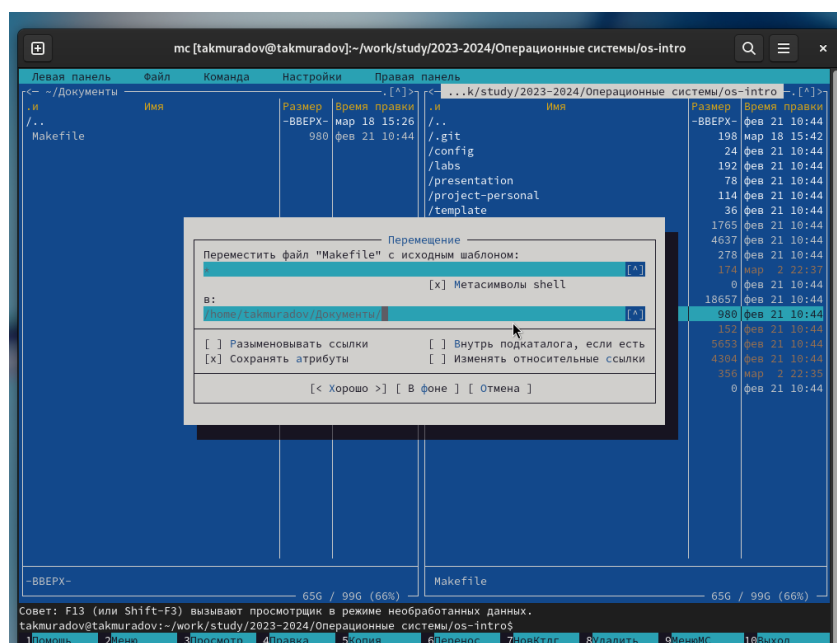 mc [takmuradov@takmuradov]:~/work/study/2023-2024/Операционные системы/os-intro
Левая панель Файл Команда Настройки Правая панель
<— ~/Документы .[^]>
.и Имя Размер Время правки
/.. -ВВЕРХ- мар 18 15:26
Makefile 980 фев 21 10:44
<— ...k/study/2023-2024/Операционные системы/os-intro —.[^]>
.и Имя Размер Время правки
/.. -ВВЕРХ- фев 21 10:44
/.git 198 мар 18 15:42
/config 24 фев 21 10:44
/labs 192 фев 21 10:44
/presentation 78 фев 21 10:44
/project-personal 114 фев 21 10:44
/template 36 фев 21 10:44
1765 фев 21 10:44
4637 фев 21 10:44
278 фев 21 10:44
174 мар 2 22:37
0 фев 21 10:44
18657 фев 21 10:44
980 фев 21 10:44
152 фев 21 10:44
5653 фев 21 10:44
4304 фев 21 10:44
356 мар 2 22:35
0 фев 21 10:44
Перемещение
Переместить файл "Makefile" с исходным шаблоном:
* [^]
[x] Метасимволы shell
в:
/home/takmuradov/Документы/ [^]
[ ] Разыменовывать ссылки [ ] Внутрь подкаталога, если есть
[x] Сохранять атрибуты [ ] Изменять относительные ссылки
[< Хорошо >] [ В фоне ] [ Отмена ]
-ВВЕРХ- Makefile
65G / 99G (66%) 65G / 99G (66%)
Совет: F13 (или Shift-F3) вызывают просмотрщик в режиме необработанных данных.
takmuradov@takmuradov:~/work/study/2023-2024/Операционные системы/os-intro$
1Помощь 2Меню 3Просмотр 4Правка 5Копия 6Перенос 7НовКтлг 8Удалить 9МенюMC 10Выход